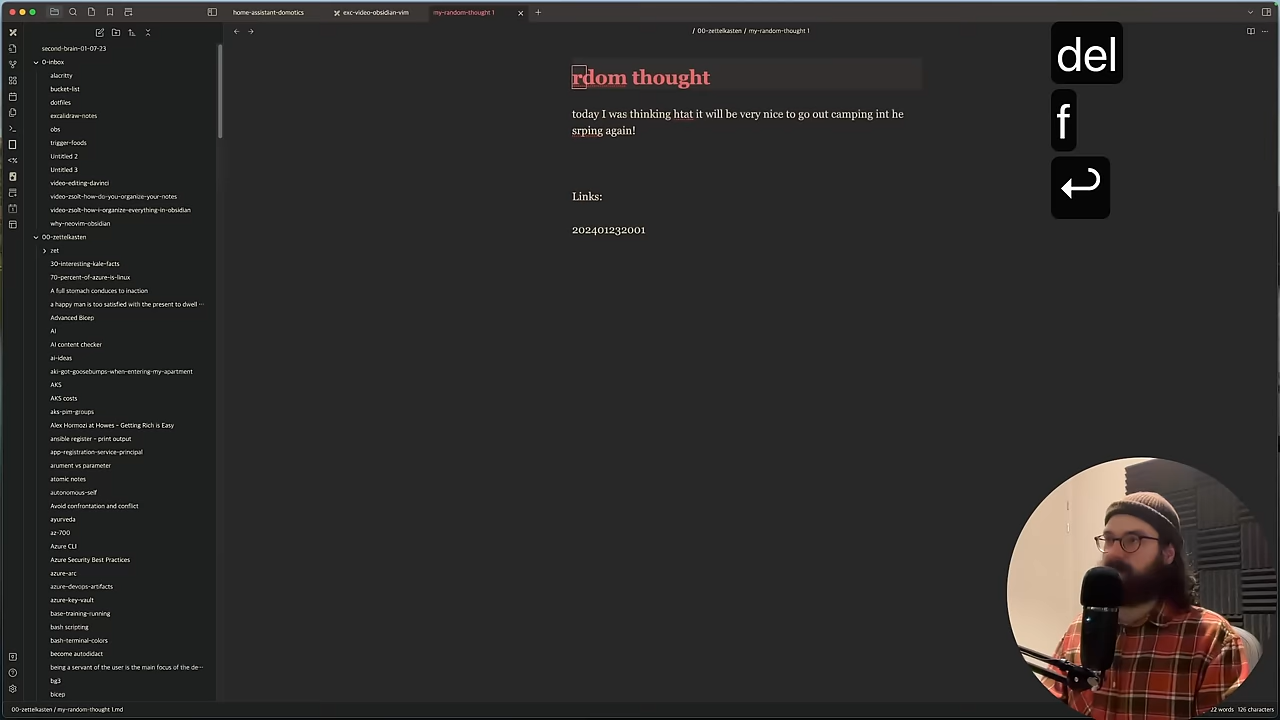 home-assistant-domotics
exc-video-obsidian-vim
my-random-thought 1
/ 00-zettelkasten / my-random-thought 1
second-brain-01-07-23
0-inbox
alacritty
bucket-list
dotfiles
excalidraw-notes
obs
trigger-foods
Untitled 2
Untitled 3
video-editing-davinci
video-zsolt-how-do-you-organize-your-notes
video-zsolt-how-i-organize-everything-in-obsidian
why-neovim-obsidian
00-zettelkasten
zet
30-interesting-kale-facts
70-percent-of-azure-is-linux
A full stomach conduces to inaction
a happy man is too satisfied with the present to dwell ···
Advanced Bicep
AI
AI content checker
ai-ideas
aki-got-goosebumps-when-entering-my-apartment
AKS
AKS costs
aks-pim-groups
Alex Hormozi at Howes - Getting Rich is Easy
ansible register - print output
app-registration-service-principal
arument vs parameter
atomic notes
autonomous-self
Avoid confrontation and conflict
ayurveda
az-700
Azure CLI
Azure Security Best Practices
azure-arc
azure-devops-artifacts
azure-key-vault
base-training-running
bash scripting
bash-terminal-colors
become autodidact
being a servant of the user is the main focus of the de···
bg3
bicep
rdom thought
today I was thinking htat it will be very nice to go out camping int he
srping again!
Links:
202401232001
del
f
00-zettelkasten / my-random-thought 1.md
22 words 126 characters